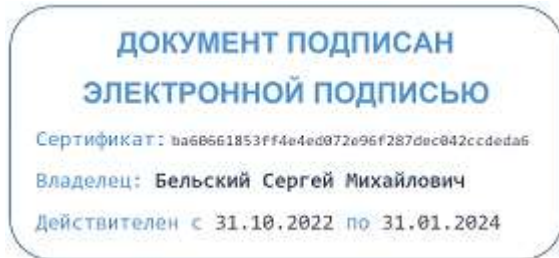 ДОКУМЕНТ ПОДПИСАН
ЭЛЕКТРОННОЙ ПОДПИСЬЮ
Сертификат: ba60661853ff4e4ed072e96f287dec042ccdeda6
Владелец: Бельский Сергей Михайлович
Действителен с 31.10.2022 по 31.01.2024